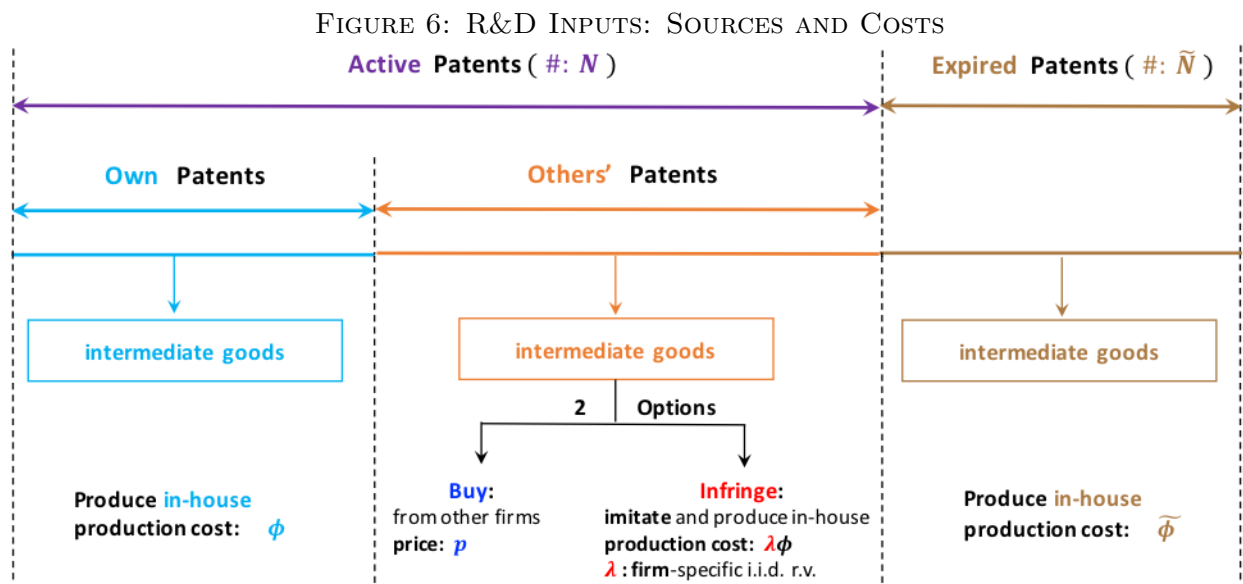 FIGURE 6: R&D INPUTS: SOURCES AND COSTS
Active Patents ( #: N )
Expired Patents ( #: Ñ )
Own Patents
Others’ Patents
intermediate goods
intermediate goods
intermediate goods
2 Options
Produce in-house
production cost: ϕ
Buy:
from other firms
price: p
Infringe:
imitate and produce in-house
production cost: λϕ
λ : firm-specific i.i.d. r.v.
Produce in-house
production cost: ϕ̃